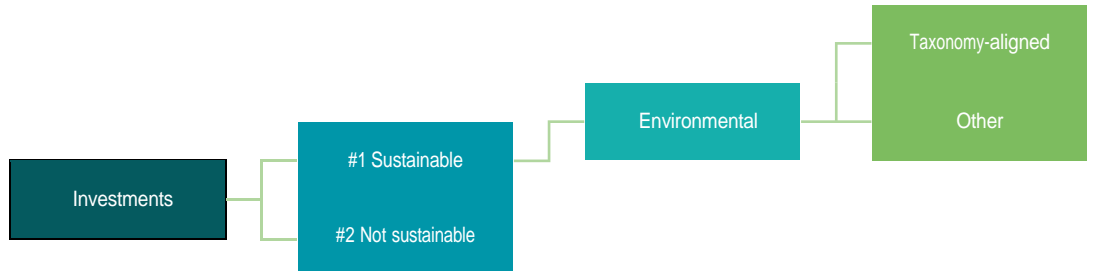 Investments
#1 Sustainable
#2 Not sustainable
Environmental
Taxonomy-aligned
Other